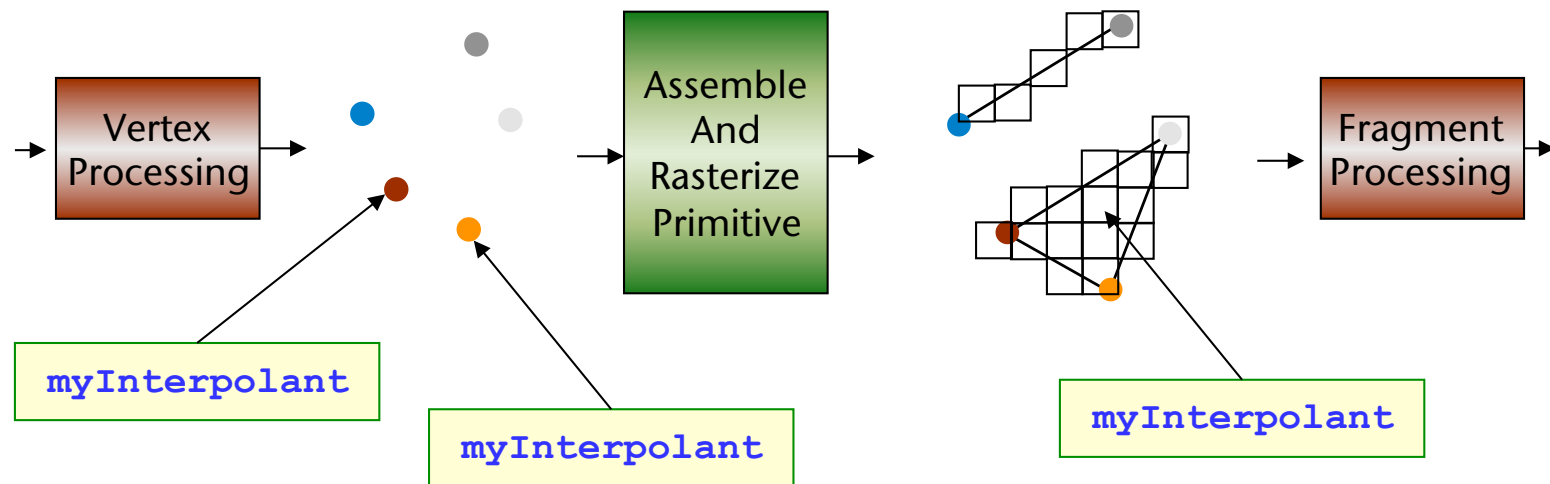 Vertex
Processing
Assemble
And
Rasterize
Primitive
Fragment
Processing
myInterpolant
myInterpolant
myInterpolant